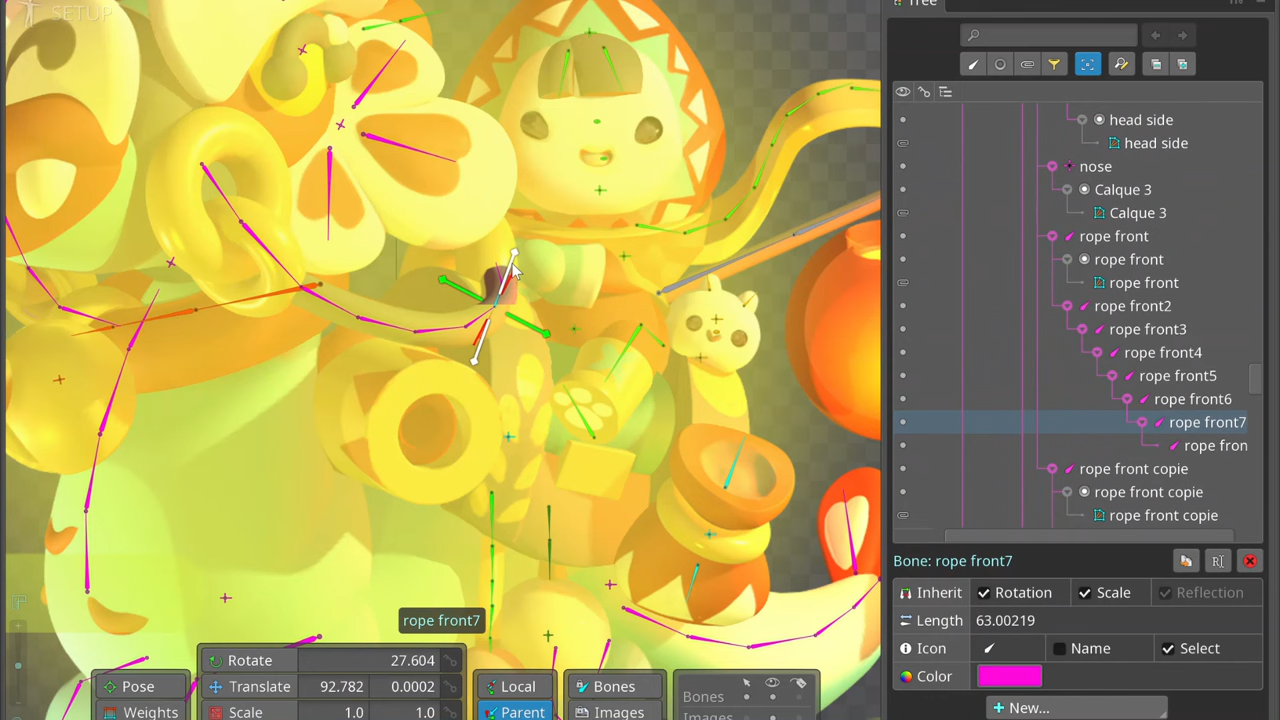 SETUP
Tree
head side
head side
nose
Calque 3
Calque 3
rope front
rope front
rope front
rope front2
rope front3
rope front4
rope front5
rope front6
rope front7
rope fron
rope front copie
rope front copie
rope front copie
Bone: rope front7
Inherit Rotation Scale Reflection
Length 63.00219
Icon Name Select
Color
New...
rope front7
Pose
Weights
Rotate 27.604
Translate 92.782 0.0002
Scale 1.0 1.0
Local
Parent
Bones
Images
Bones
Images